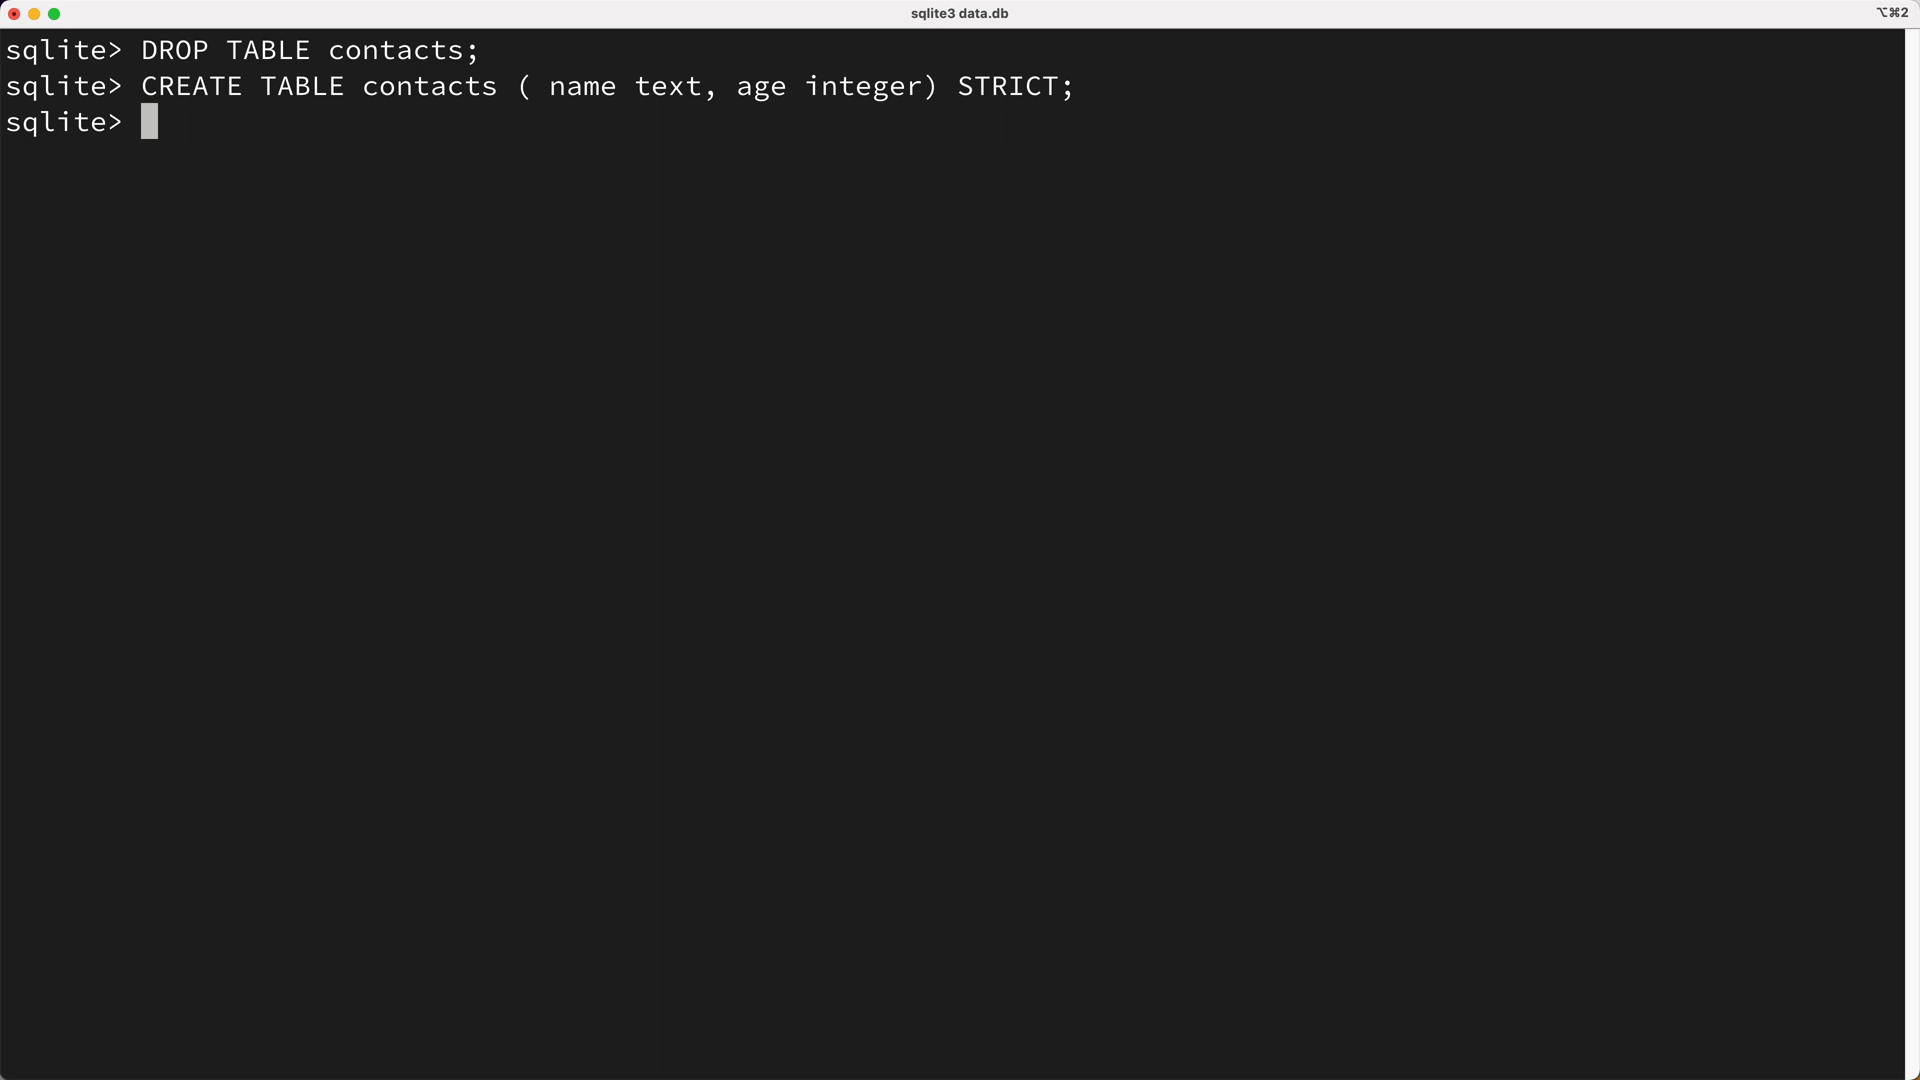 sqlite3 data.db
⌥⌘2
sqlite> DROP TABLE contacts;
sqlite> CREATE TABLE contacts ( name text, age integer) STRICT;
sqlite>